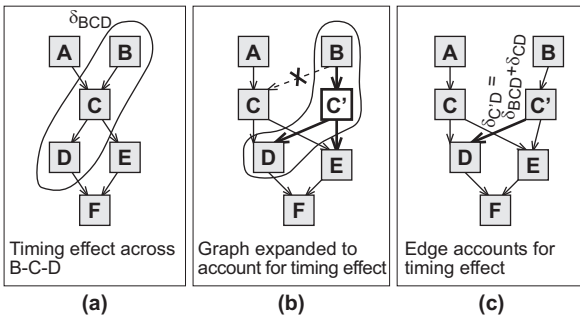 δBCD
A
B
C
D
E
F
Timing effect across
B-C-D
(a)
A
B
C
C'
D
E
F
Graph expanded to
account for timing effect
(b)
A
B
C
δC'D =
δBCD+δCD
C'
D
E
F
Edge accounts for
timing effect
(c)